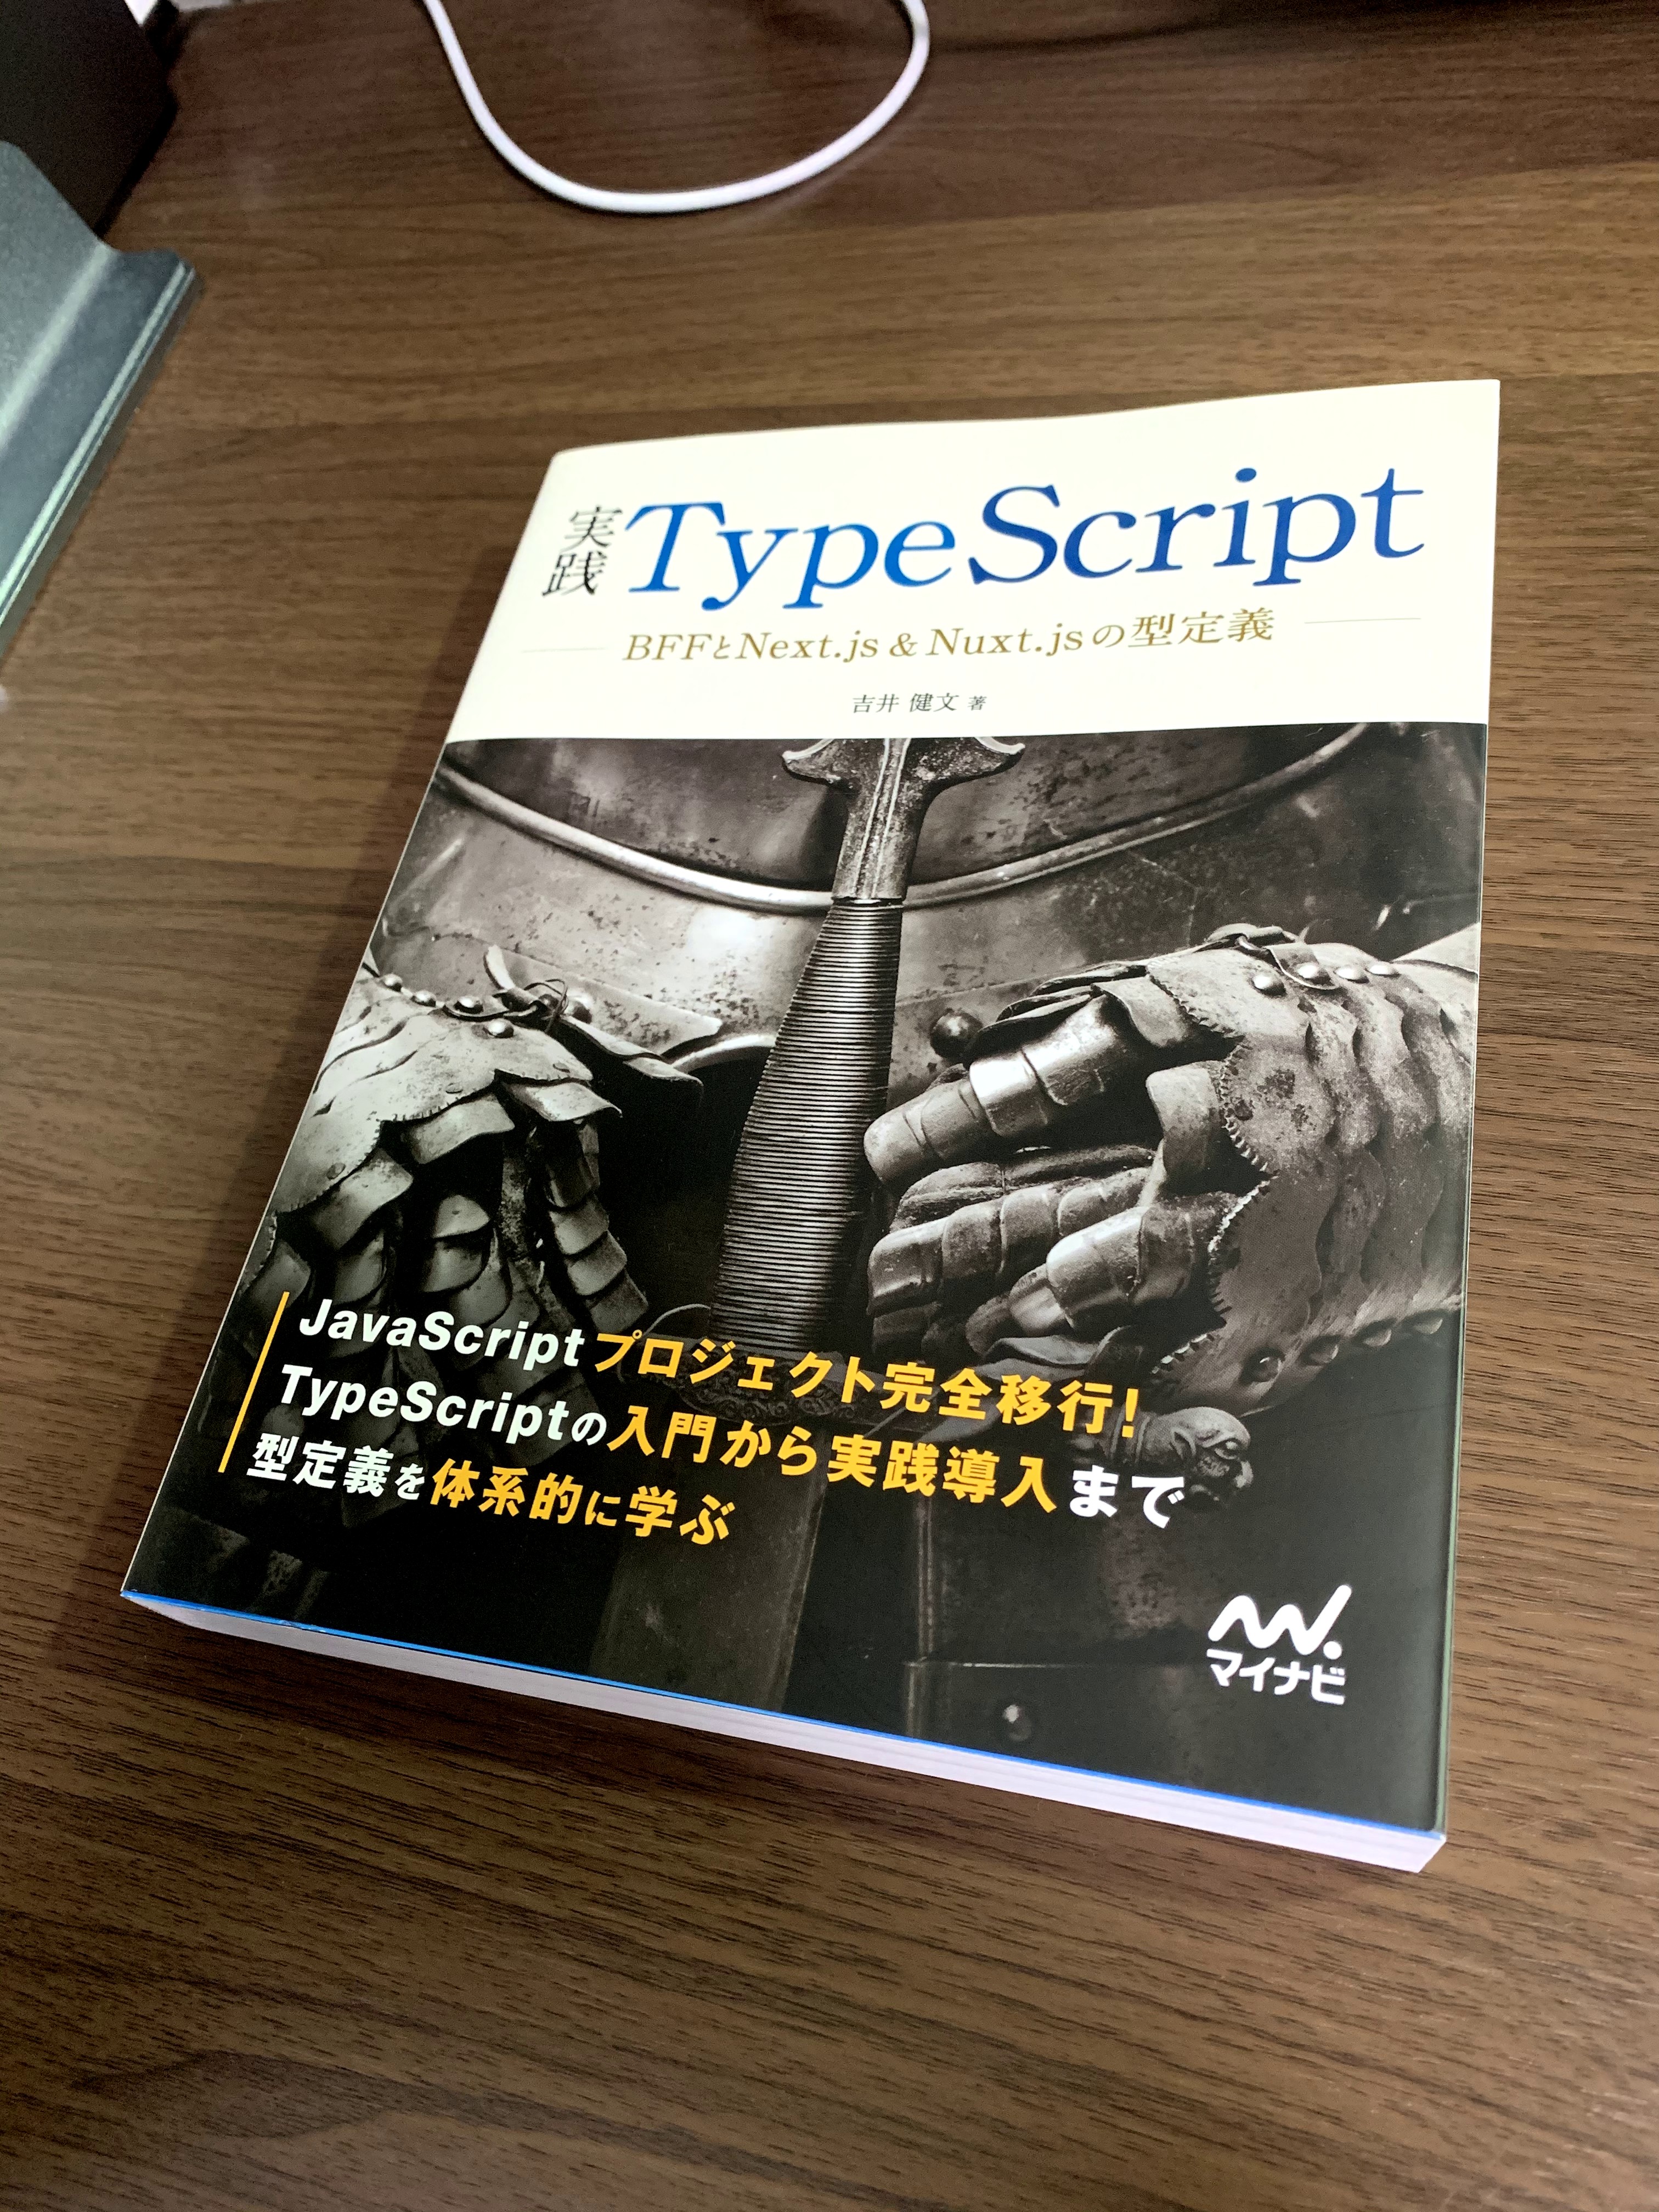 実践 TypeScript
BFFとNext.js & Nuxt.jsの型定義
吉井 健文 著
JavaScriptプロジェクト完全移行!
TypeScriptの入門から実践導入まで
型定義を体系的に学ぶ
マイナビ